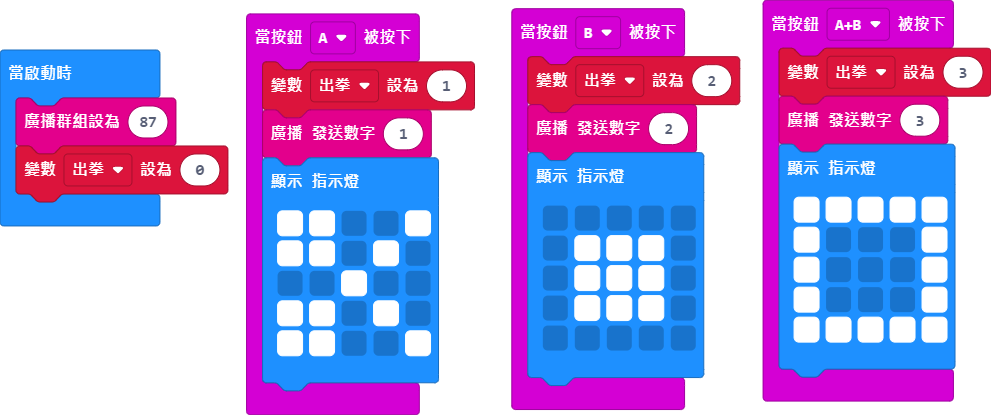 當啟動時
廣播群組設為 87
變數 出拳 設為 0
當按鈕 A 被按下
變數 出拳 設為 1
廣播 發送數字 1
顯示 指示燈
當按鈕 B 被按下
變數 出拳 設為 2
廣播 發送數字 2
顯示 指示燈
當按鈕 A+B 被按下
變數 出拳 設為 3
廣播 發送數字 3
顯示 指示燈